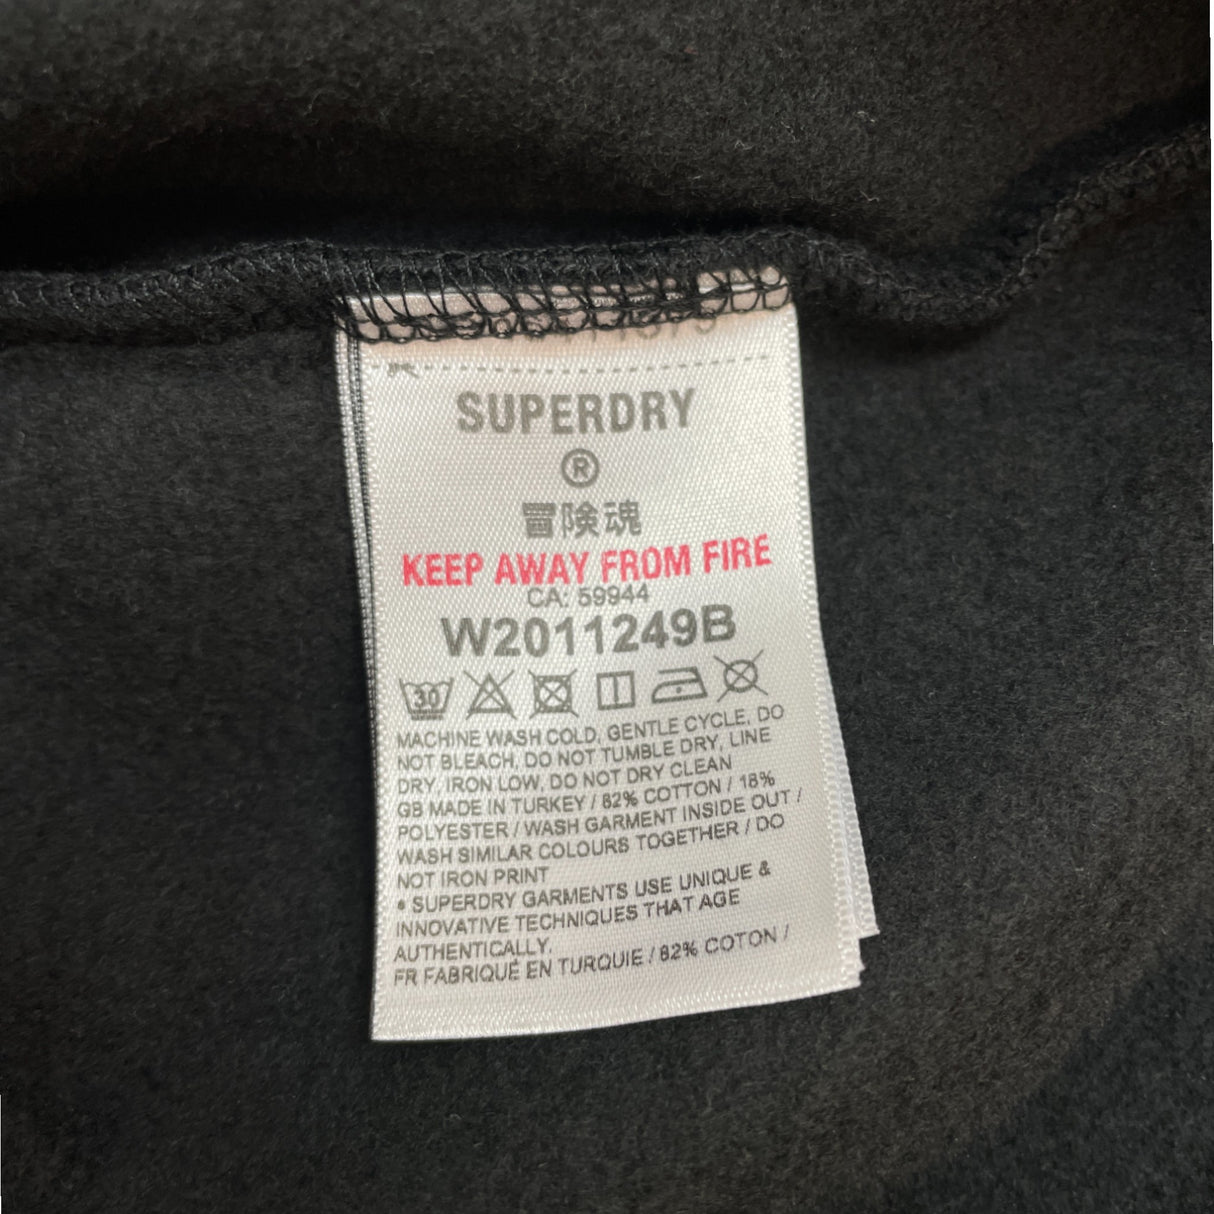 SUPERDRY
®
冒険魂
KEEP AWAY FROM FIRE
CA: 59944
W2011249B
30
MACHINE WASH COLD, GENTLE CYCLE, DO
NOT BLEACH, DO NOT TUMBLE DRY, LINE
DRY, IRON LOW, DO NOT DRY CLEAN
GB MADE IN TURKEY / 82% COTTON / 18%
POLYESTER / WASH GARMENT INSIDE OUT /
WASH SIMILAR COLOURS TOGETHER / DO
NOT IRON PRINT
• SUPERDRY GARMENTS USE UNIQUE &
INNOVATIVE TECHNIQUES THAT AGE
AUTHENTICALLY.
FR FABRIQUÉ EN TURQUIE / 82% COTON /